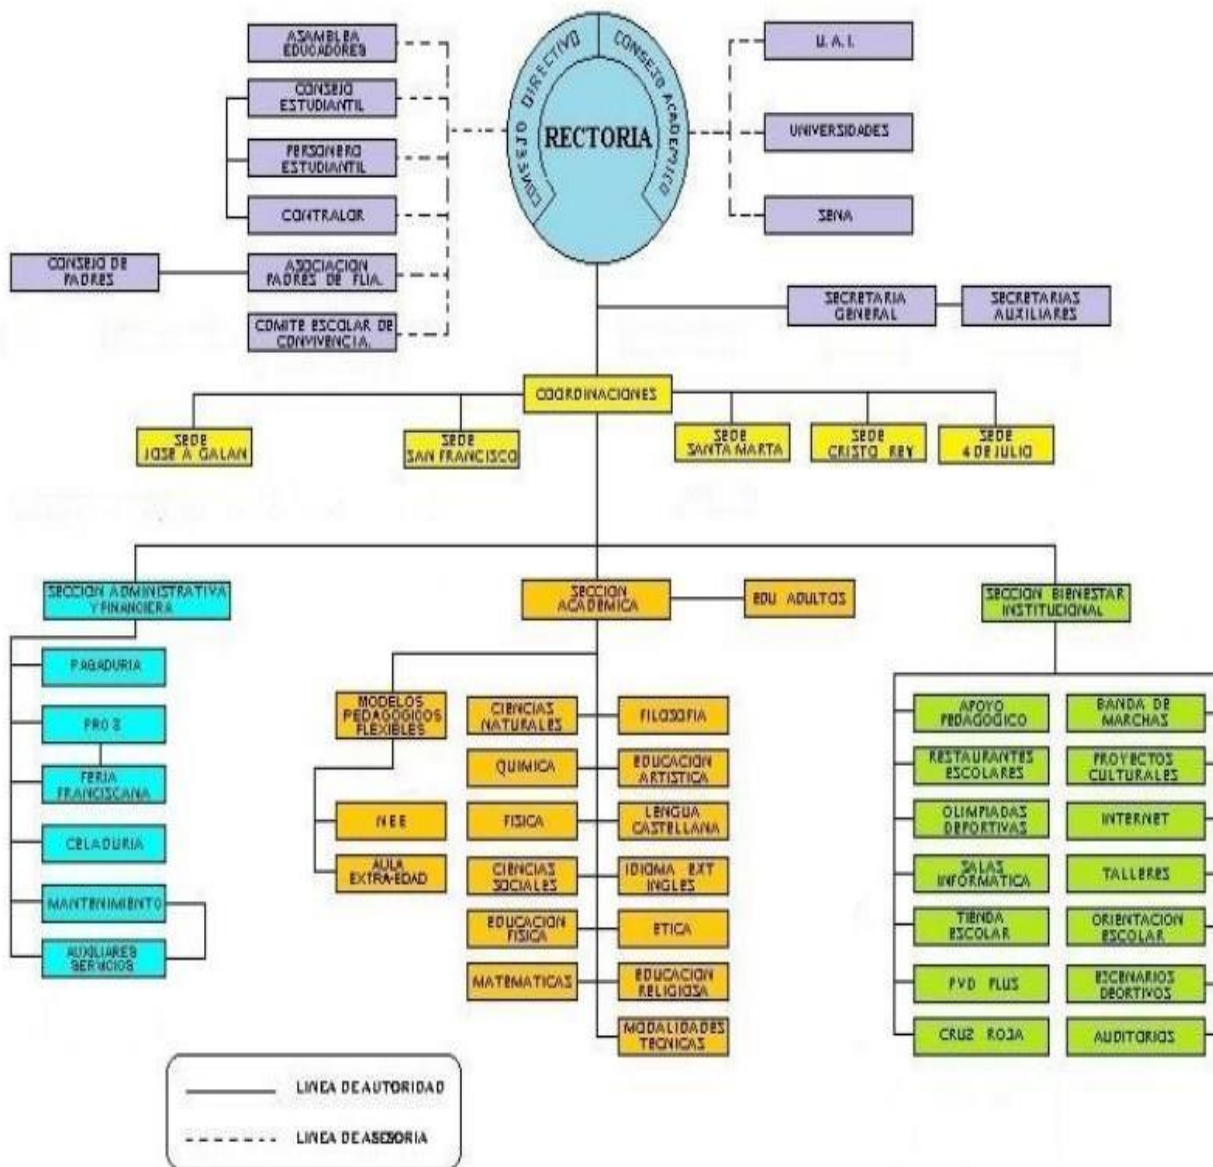 ASAMBLEA
EDUCADORES
CONSEJO
ESTUDIANTIL
PERSONERO
ESTUDIANTIL
CONTRALOR
CONSEJO DE
PADRES
ASOCIACION
PADRES DE FLIA.
COMITE ESCOLAR DE
CONVIVENCIA.
CONSEJO DIRECTIVO
CONSEJO ACADEMICO
RECTORIA
U.A.I.
UNIVERSIDADES
SENA
SECRETARIA
GENERAL
SECRETARIAS
AUXILIARES
COORDINACIONES
SEDE
JOSE A GALAN
SEDE
SAN FRANCISCO
SEDE
SANTA MARTA
SEDE
CRISTO REY
SEDE
4 DE JULIO
SECCION ADMINISTRATIVA
Y FINANCIERA
PAGADURIA
PRO S
FERIA
FRANCISCANA
CELADURIA
MANTENIMIENTO
AUXILIARES
SERVICIOS
SECCION
ACADEMICA
EDU ADULTOS
MODELOS
PEDAGOGICOS
FLEXIBLES
NEE
AULA
EXTRA-EDAD
CIENCIAS
NATURALES
QUIMICA
FISICA
CIENCIAS
SOCIALES
EDUCACION
FISICA
MATEMATICAS
FILOSOFIA
EDUCACION
ARTISTICA
LENGUA
CASTELLANA
IDIOMA EXT
INGLES
ETICA
EDUCACION
RELIGIOSA
MODALIDADES
TECNICAS
SECCION BIENESTAR
INSTITUCIONAL
APOYO
PEDAGOGICO
RESTAURANTES
ESCOLARES
OLIMPIADAS
DEPORTIVAS
SALAS
INFORMATICA
TIENDA
ESCOLAR
PVD PLUS
CRUZ ROJA
BANDA DE
MARCHAS
PROYECTOS
CULTURALES
INTERNET
TALLERES
ORIENTACION
ESCOLAR
ESCENARIOS
DEORTIVOS
AUDITORIOS
LINEA DE AUTORIDAD
LINEA DE ASESORIA